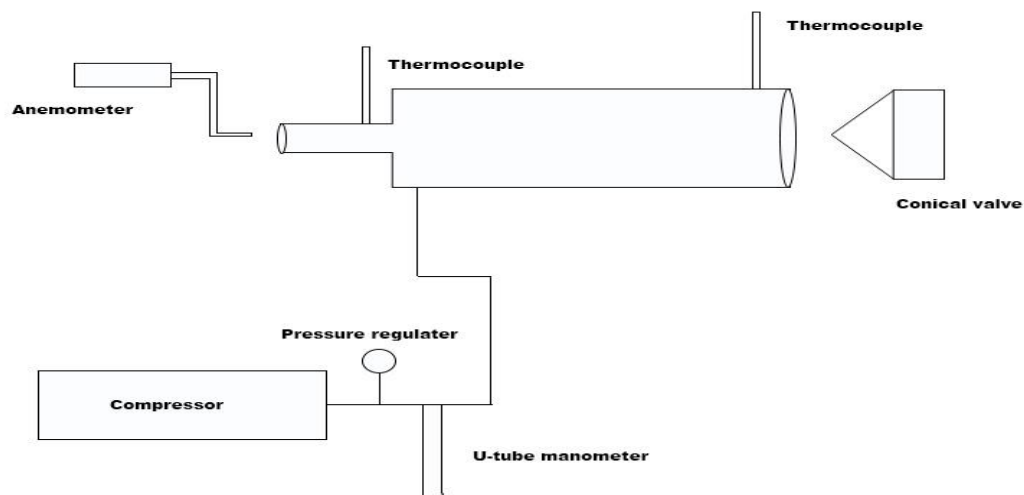 Thermocouple
Thermocouple
Anemometer
Conical valve
Pressure regulater
Compressor
U-tube manometer